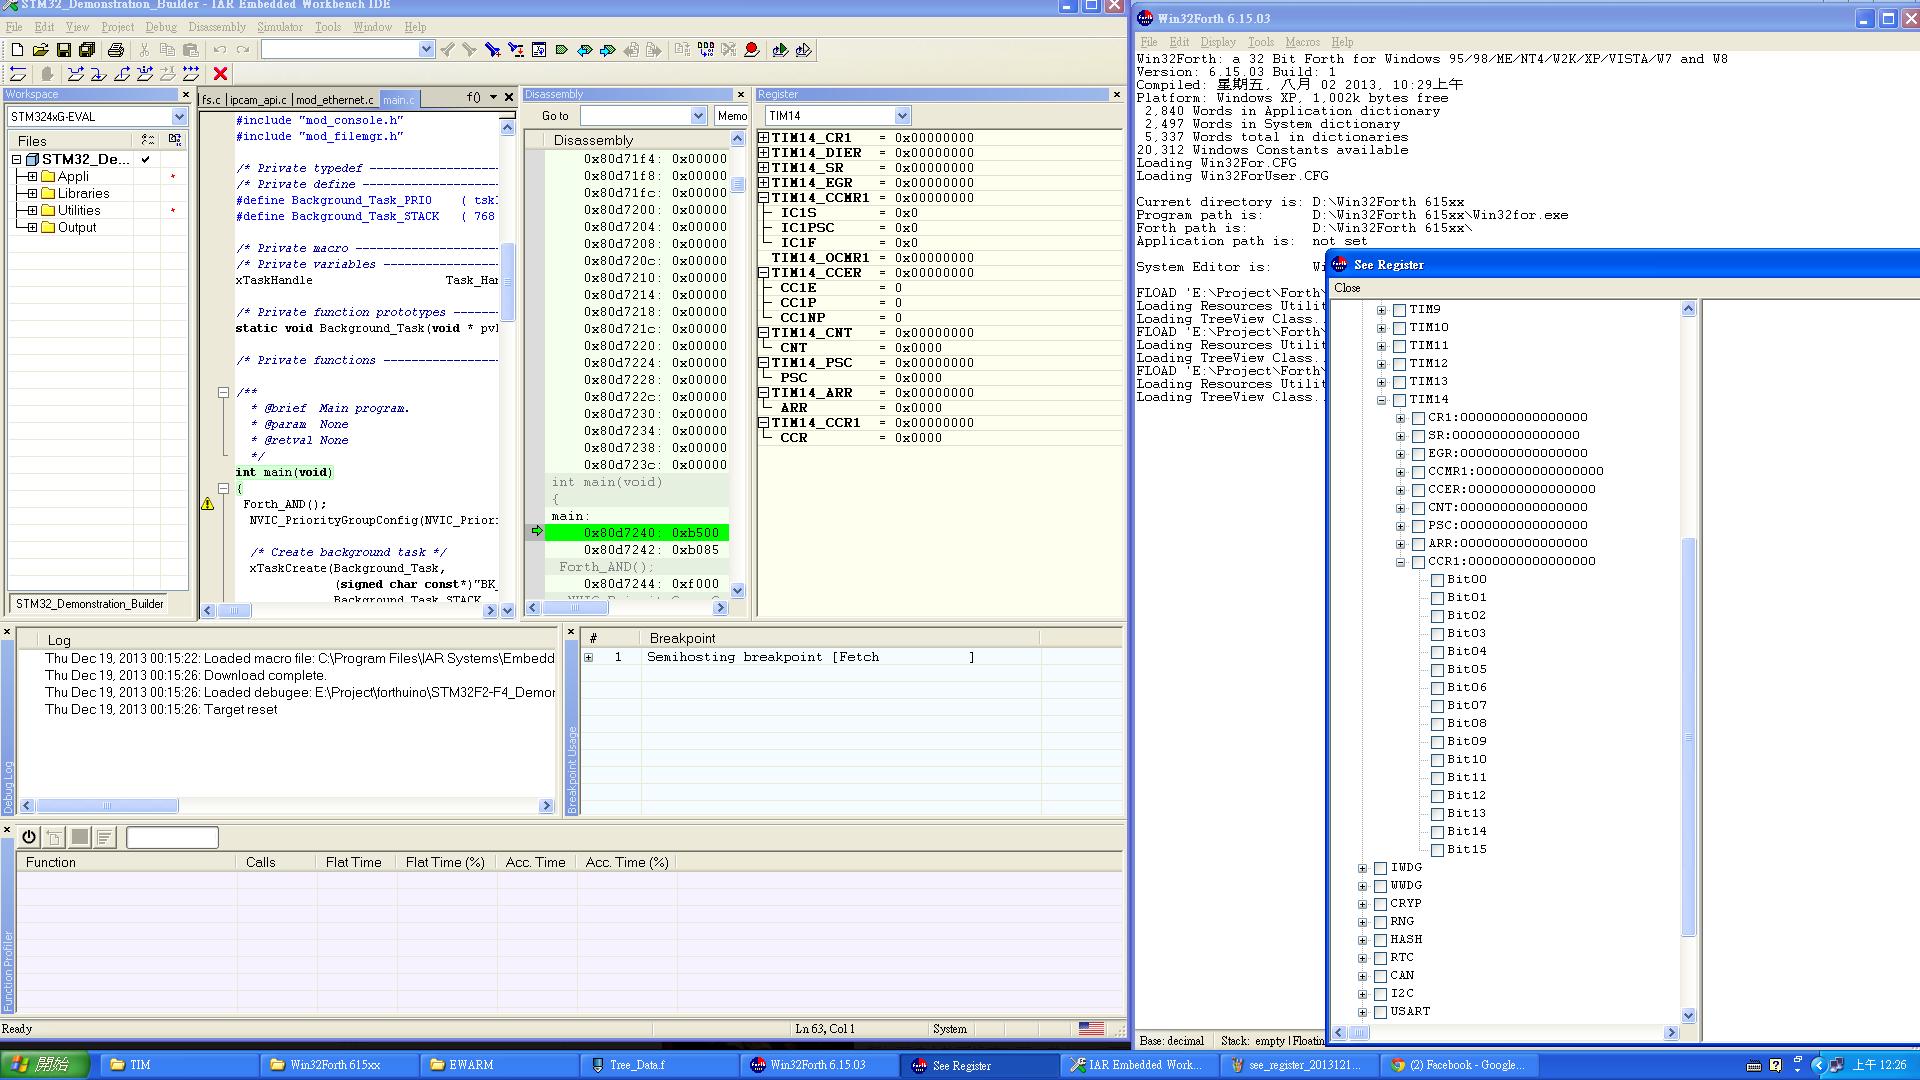 STM32_Demonstration_Builder - IAR Embedded Workbench IDE
File Edit View Project Debug Disassembly Simulator Tools Window Help
Workspace
STM324xG-EVAL
Files
STM32_De...
Appli
Libraries
Utilities
Output
STM32_Demonstration_Builder
fs.c | ipcam_api.c | mod_ethernet.c main.c f()
#include "mod_console.h"
#include "mod_filemgr.h"
/* Private typedef
/* Private define
#define Background_Task_PRIO ( tsk
#define Background_Task_STACK ( 768
/* Private macro
/* Private variables
xTaskHandle Task_Han
/* Private function prototypes
static void Background_Task(void * pv
/* Private functions
/**
* @brief Main program.
* @param None
* @retval None
*/
int main(void)
{
Forth_AND();
NVIC_PriorityGroupConfig(NVIC_Prior
/* Create background task */
xTaskCreate(Background_Task,
(signed char const*)"BK_
Background_Task_STACK
Disassembly
Go to Memo
Disassembly
0x80d71f4: 0x00000
0x80d71f8: 0x00000
0x80d71fc: 0x00000
0x80d7200: 0x00000
0x80d7204: 0x00000
0x80d7208: 0x00000
0x80d720c: 0x00000
0x80d7210: 0x00000
0x80d7214: 0x00000
0x80d7218: 0x00000
0x80d721c: 0x00000
0x80d7220: 0x00000
0x80d7224: 0x00000
0x80d7228: 0x00000
0x80d722c: 0x00000
0x80d7230: 0x00000
0x80d7234: 0x00000
0x80d7238: 0x00000
0x80d723c: 0x00000
int main(void)
{
main:
0x80d7240: 0xb500
0x80d7242: 0xb085
Forth_AND();
0x80d7244: 0xf000
Register
TIM14
TIM14_CR1 = 0x00000000
TIM14_DIER = 0x00000000
TIM14_SR = 0x00000000
TIM14_EGR = 0x00000000
TIM14_CCMR1 = 0x00000000
IC1S = 0x0
IC1PSC = 0x0
IC1F = 0x0
TIM14_OCMR1 = 0x00000000
TIM14_CCER = 0x00000000
CC1E = 0
CC1P = 0
CC1NP = 0
TIM14_CNT = 0x00000000
CNT = 0x0000
TIM14_PSC = 0x00000000
PSC = 0x0000
TIM14_ARR = 0x00000000
ARR = 0x0000
TIM14_CCR1 = 0x00000000
CCR = 0x0000
Log
Thu Dec 19, 2013 00:15:22: Loaded macro file: C:\Program Files\IAR Systems\Embedd
Thu Dec 19, 2013 00:15:26: Download complete.
Thu Dec 19, 2013 00:15:26: Loaded debugee: E:\Project\forthuino\STM32F2-F4_Demor
Thu Dec 19, 2013 00:15:26: Target reset
Debug Log
# Breakpoint
1 Semihosting breakpoint [Fetch ]
Breakpoint Usage
Function Calls Flat Time Flat Time (%) Acc. Time Acc. Time (%)
Function Profiler
Ready Ln 63, Col 1 System
Win32Forth 6.15.03
File Edit Display Tools Macros Help
Win32Forth: a 32 Bit Forth for Windows 95/98/ME/NT4/W2K/XP/VISTA/W7 and W8
Version: 6.15.03 Build: 1
Compiled: 星期五, 八月 02 2013, 10:29上午
Platform: Windows XP, 1,002k bytes free
2,840 Words in Application dictionary
2,497 Words in System dictionary
5,337 Words total in dictionaries
20,312 Windows Constants available
Loading Win32For.CFG
Loading Win32ForUser.CFG
Current directory is: D:\Win32Forth 615xx
Program path is: D:\Win32Forth 615xx\Win32for.exe
Forth path is: D:\Win32Forth 615xx\
Application path is: not set
System Editor is: Wi
FLOAD 'E:\Project\Forth\
Loading Resources Utilit
Loading TreeView Class..
FLOAD 'E:\Project\Forth\
Loading Resources Utilit
Loading TreeView Class..
FLOAD 'E:\Project\Forth\
Loading Resources Utilit
Loading TreeView Class..
Base: decimal Stack: empty | Floatin
See Register
Close
TIM9
TIM10
TIM11
TIM12
TIM13
TIM14
CR1:0000000000000000
SR:0000000000000000
EGR:0000000000000000
CCMR1:0000000000000000
CCER:0000000000000000
CNT:0000000000000000
PSC:0000000000000000
ARR:0000000000000000
CCR1:0000000000000000
Bit00
Bit01
Bit02
Bit03
Bit04
Bit05
Bit06
Bit07
Bit08
Bit09
Bit10
Bit11
Bit12
Bit13
Bit14
Bit15
IWDG
WWDG
CRYP
RNG
HASH
RTC
CAN
I2C
USART
開始 TIM Win32Forth 615xx EWARM Tree_Data.f Win32Forth 6.15.03 See Register IAR Embedded Work... see_register_2013121... (2) Facebook - Google... 上午 12:26